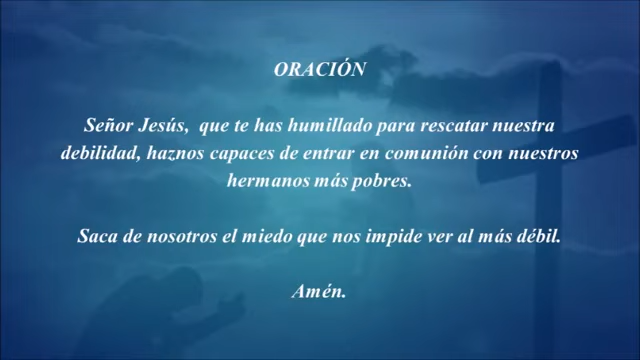 ORACIÓN
Señor Jesús, que te has humillado para rescatar nuestra
debilidad, haznos capaces de entrar en comunión con nuestros
hermanos más pobres.
Saca de nosotros el miedo que nos impide ver al más débil.
Amén.